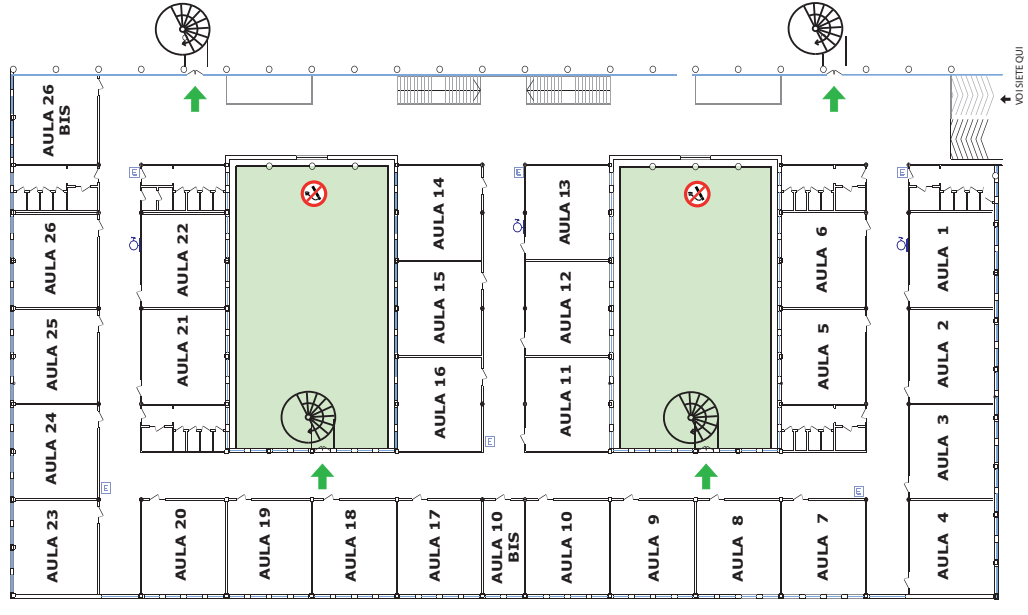 VOI SIETE QUI
AULA 26
BIS
AULA 14
AULA 13
AULA 26
AULA 22
AULA 6
AULA 1
AULA 15
AULA 12
AULA 25
AULA 21
AULA 5
AULA 2
AULA 16
AULA 11
AULA 24
AULA 3
AULA 23
AULA 20
AULA 19
AULA 18
AULA 17
AULA 10
BIS
AULA 10
AULA 9
AULA 8
AULA 7
AULA 4